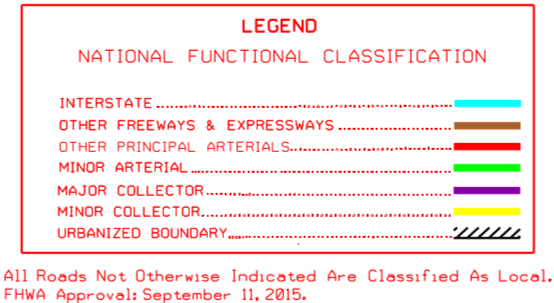 LEGEND
NATIONAL FUNCTIONAL CLASSIFICATION
INTERSTATE
OTHER FREEWAYS & EXPRESSWAYS
OTHER PRINCIPAL ARTERIALS
MINOR ARTERIAL
MAJOR COLLECTOR
MINOR COLLECTOR
URBANIZED BOUNDARY
All Roads Not Otherwise Indicated Are Classified As Local.
FHWA Approval: September 11, 2015.